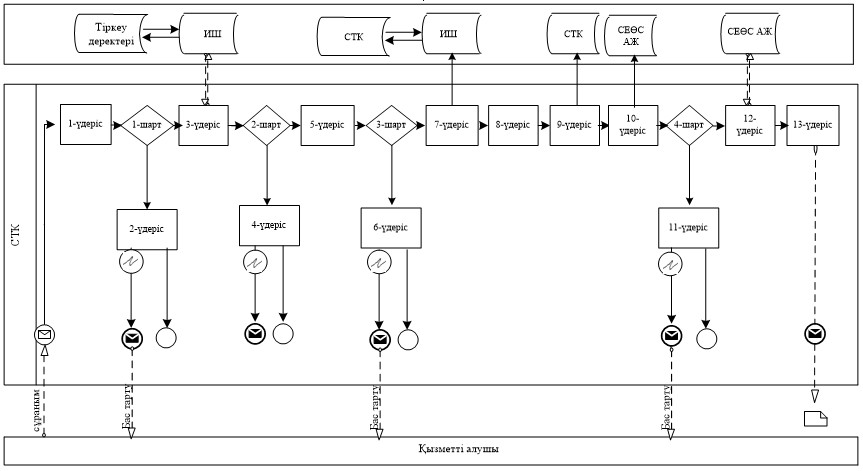 Тіркеу
деректері
ИШ
СТК
ИШ
СТК
СЕӨС
АЖ
СЕӨС АЖ
СТК
1-үдеріс
1-шарт
3-үдеріс
2-шарт
5-үдеріс
3-шарт
7-үдеріс
8-үдеріс
9-үдеріс
10-
үдеріс
4-шарт
12-
үдеріс
13-үдеріс
2-үдеріс
4-үдеріс
6-үдеріс
11-үдеріс
сұраным
Бас тарту
Бас тарту
Бас тарту
Қызметті алушы